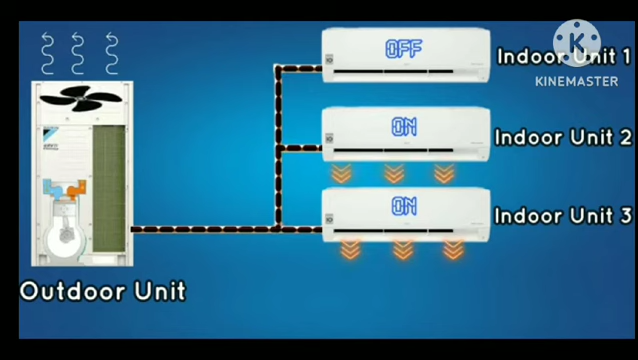 OFF
Indoor Unit 1
K
KINEMASTER
ON
Indoor Unit 2
ON
Indoor Unit 3
Outdoor Unit